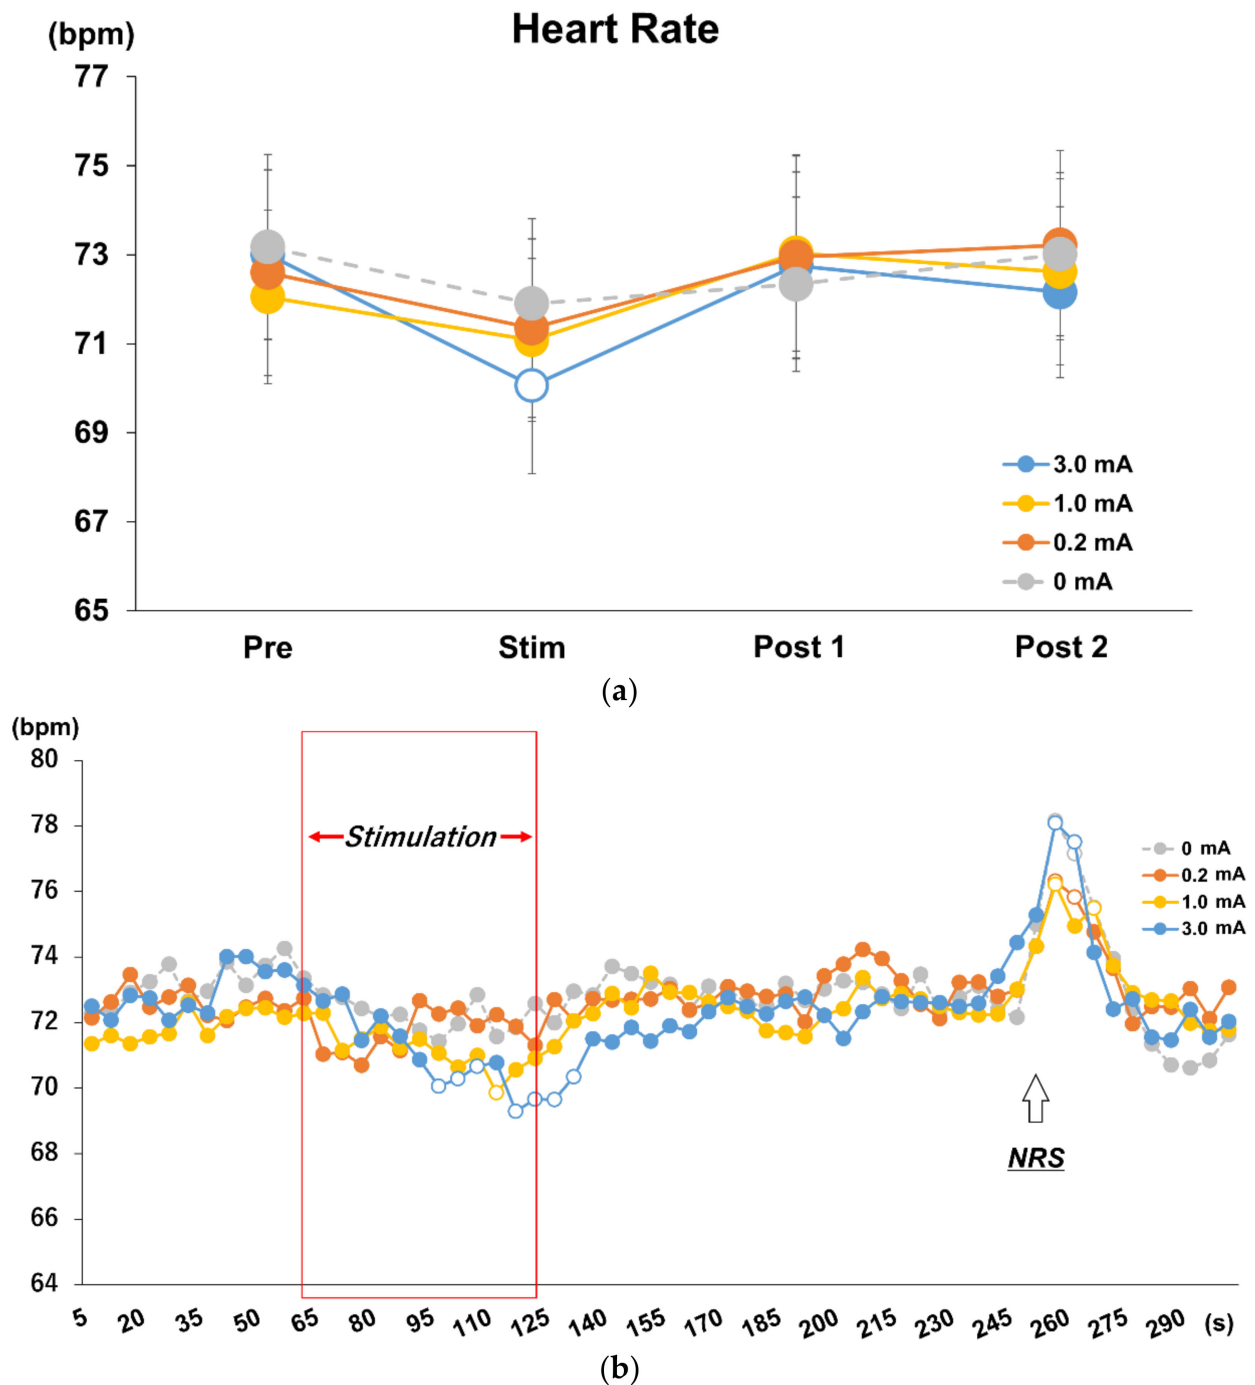 Heart Rate
(bpm)
77
75
73
71
69
67
65
3.0 mA
1.0 mA
0.2 mA
0 mA
Pre Stim Post 1 Post 2
(a)
(bpm)
80
78
76
74
72
70
68
66
64
Stimulation
0 mA
0.2 mA
1.0 mA
3.0 mA
NRS
5 20 35 50 65 80 95 110 125 140 155 170 185 200 215 230 245 260 275 290 (s)
(b)